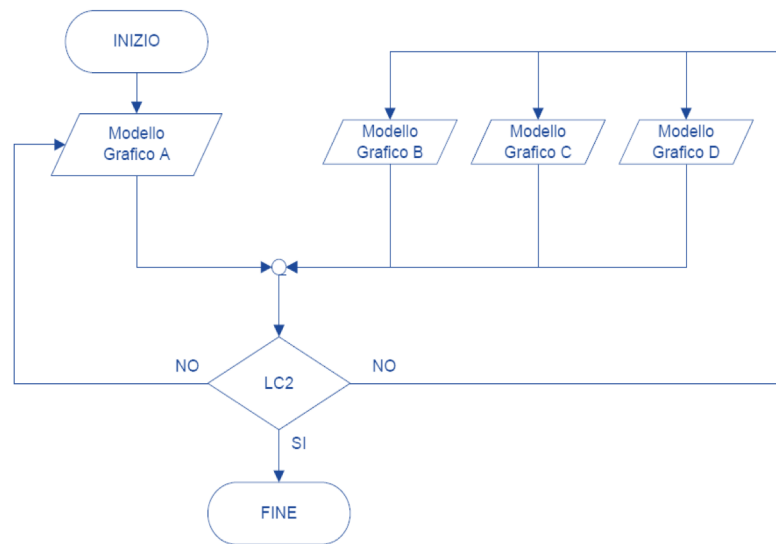 INIZIO
Modello
Grafico A
Modello
Grafico B
Modello
Grafico C
Modello
Grafico D
NO
LC2
NO
SI
FINE